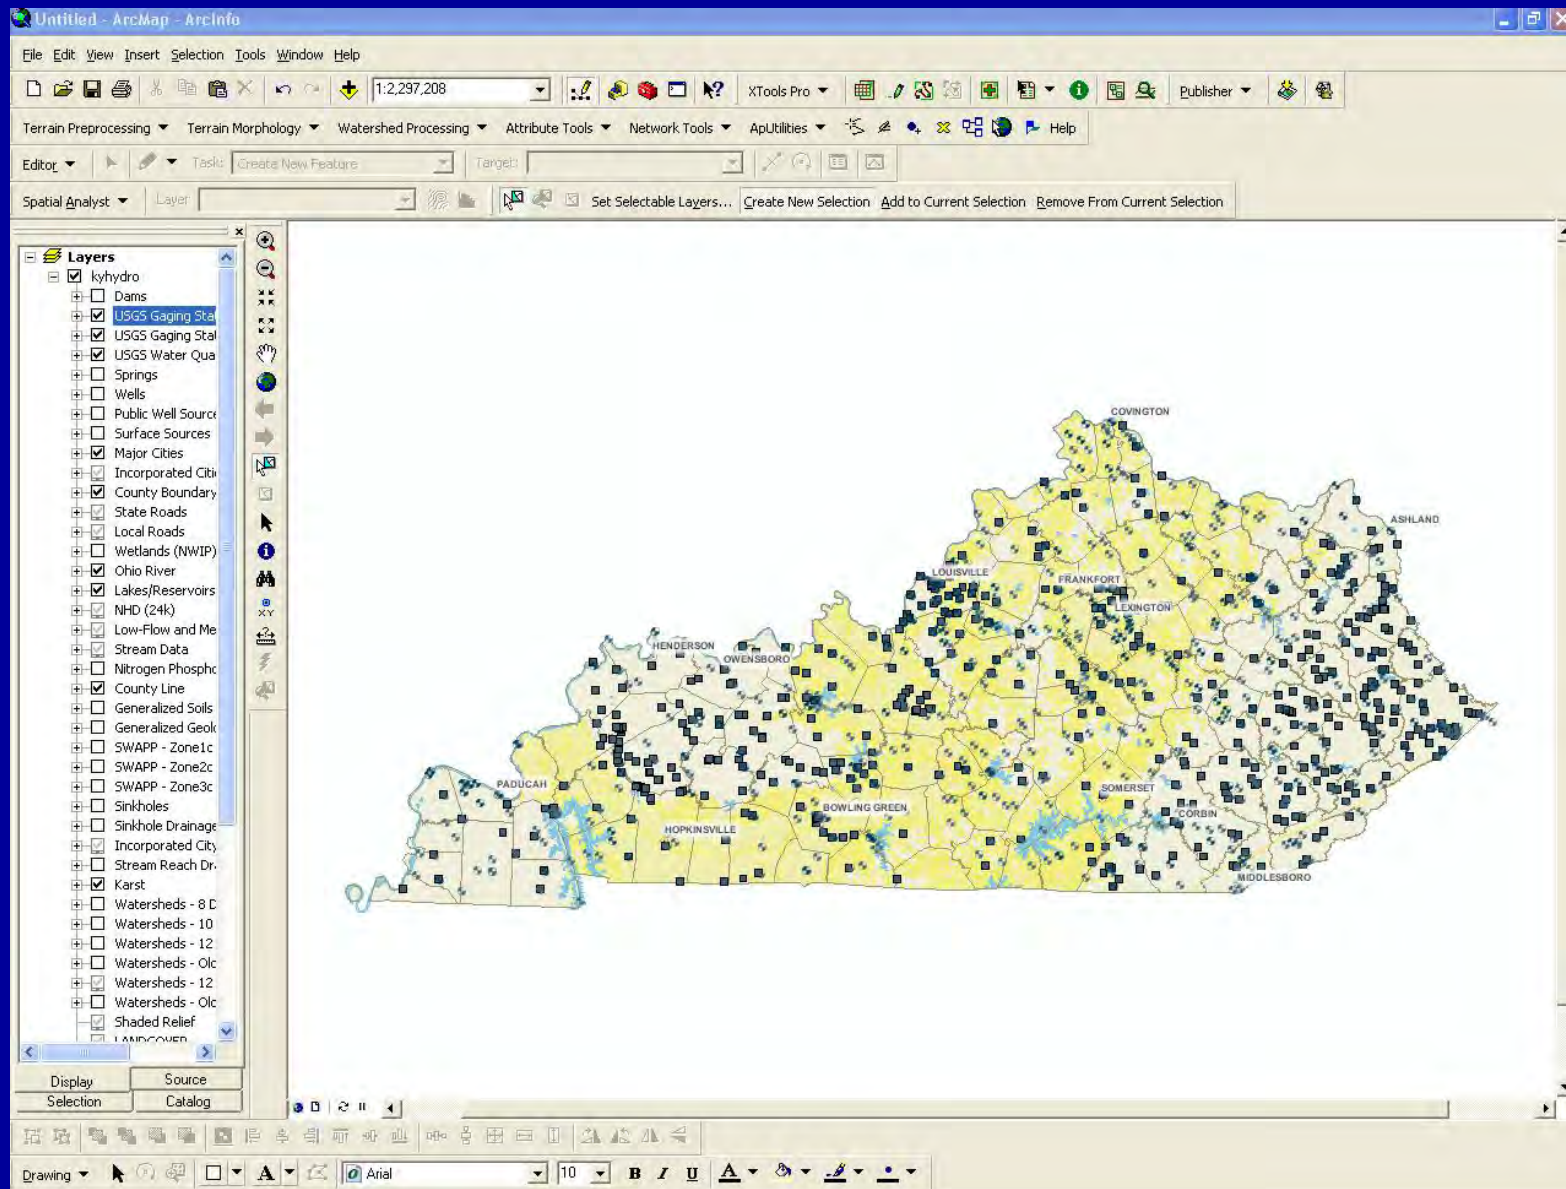 Untitled - ArcMap - ArcInfo
File Edit View Insert Selection Tools Window Help
1:2,297,208 XTools Pro Publisher
Terrain Preprocessing Terrain Morphology Watershed Processing Attribute Tools Network Tools ApUtilities Help
Editor Task: Create New Feature Target:
Spatial Analyst Layer Set Selectable Layers... Create New Selection Add to Current Selection Remove From Current Selection
Layers
kyhydro
Dams
USGS Gaging Sta
USGS Gaging Sta
USGS Water Qua
Springs
Wells
Public Well Source
Surface Sources
Major Cities
Incorporated Citi
County Boundary
State Roads
Local Roads
Wetlands (NWIP)
Ohio River
Lakes/Reservoirs
NHD (24k)
Low-Flow and Me
Stream Data
Nitrogen Phospho
County Line
Generalized Soils
Generalized Geolo
SWAPP - Zone1c
SWAPP - Zone2c
SWAPP - Zone3c
Sinkholes
Sinkhole Drainage
Incorporated City
Stream Reach Dr
Karst
Watersheds - 8 D
Watersheds - 10
Watersheds - 12
Watersheds - Old
Watersheds - 12
Watersheds - Old
Shaded Relief
LANDCOVER
Display Source
Selection Catalog
COVINGTON
ASHLAND
LOUISVILLE
FRANKFORT
LEXINGTON
HENDERSON
OWENSBORO
PADUCAH
SOMERSET
BOWLING GREEN
CORBIN
HOPKINSVILLE
MIDDLESBORO
Drawing A Arial 10 B I U A